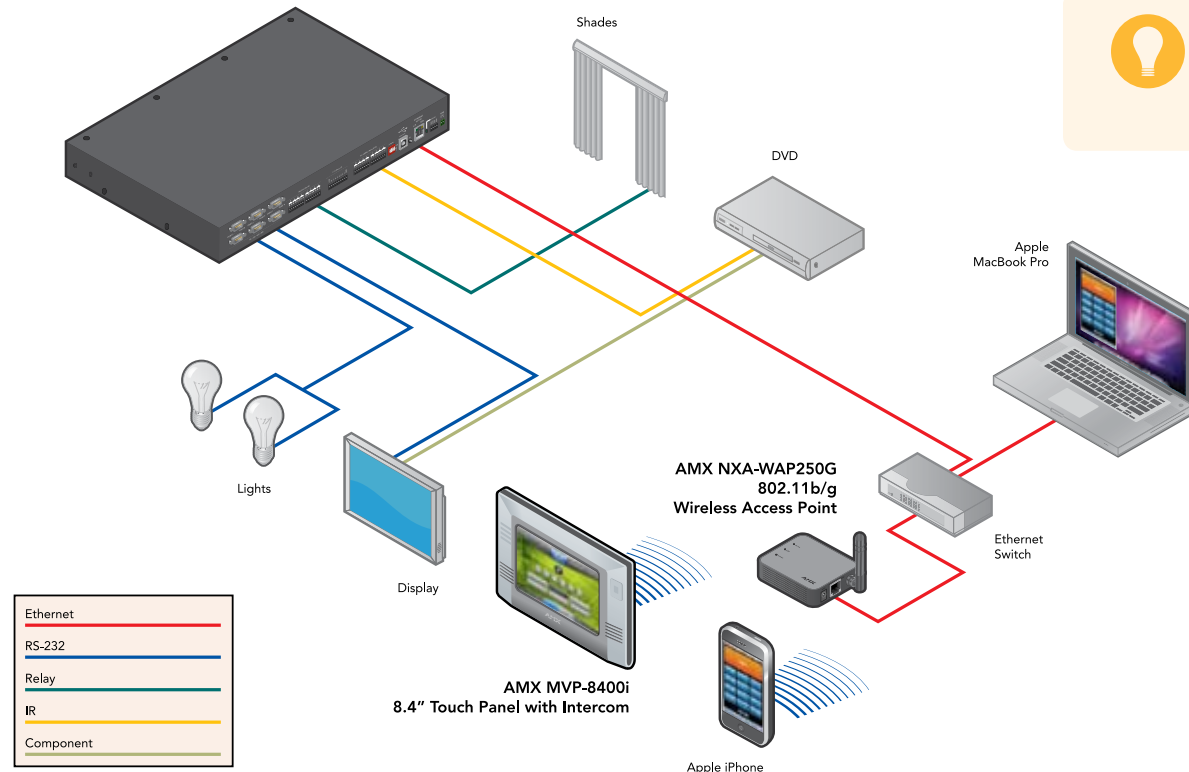 Shades
DVD
Apple
MacBook Pro
AMX NXA-WAP250G
802.11b/g
Wireless Access Point
Lights
Ethernet
Switch
Display
Ethernet
RS-232
Relay
IR
Component
AMX MVP-8400i
8.4” Touch Panel with Intercom
Apple iPhone
AMX